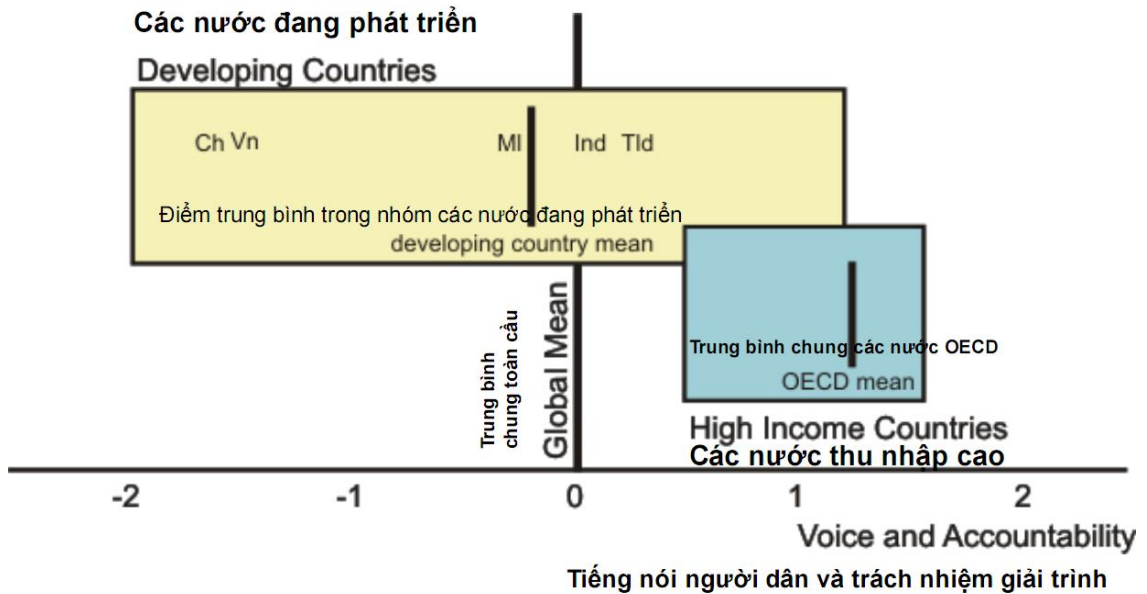 Các nước đang phát triển
Developing Countries
Ch Vn MI Ind Tld
Điểm trung bình trong nhóm các nước đang phát triển
developing country mean
Trung bình
chung toàn cầu
Global Mean
Trung bình chung các nước OECD
OECD mean
High Income Countries
Các nước thu nhập cao
-2 -1 0 1 2
Voice and Accountability
Tiếng nói người dân và trách nhiệm giải trình